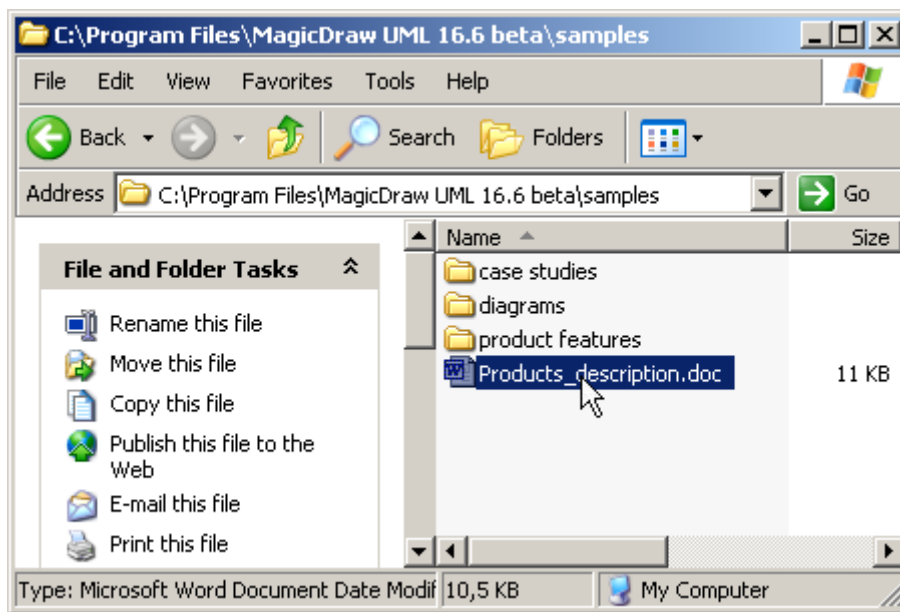 C:\Program Files\MagicDraw UML 16.6 beta\samples
File Edit View Favorites Tools Help
Back Search Folders
Address C:\Program Files\MagicDraw UML 16.6 beta\samples Go
Name Size
File and Folder Tasks
case studies
diagrams
product features
Products_description.doc 11 KB
Rename this file
Move this file
Copy this file
Publish this file to the
Web
E-mail this file
Print this file
Type: Microsoft Word Document Date Modif 10,5 KB My Computer